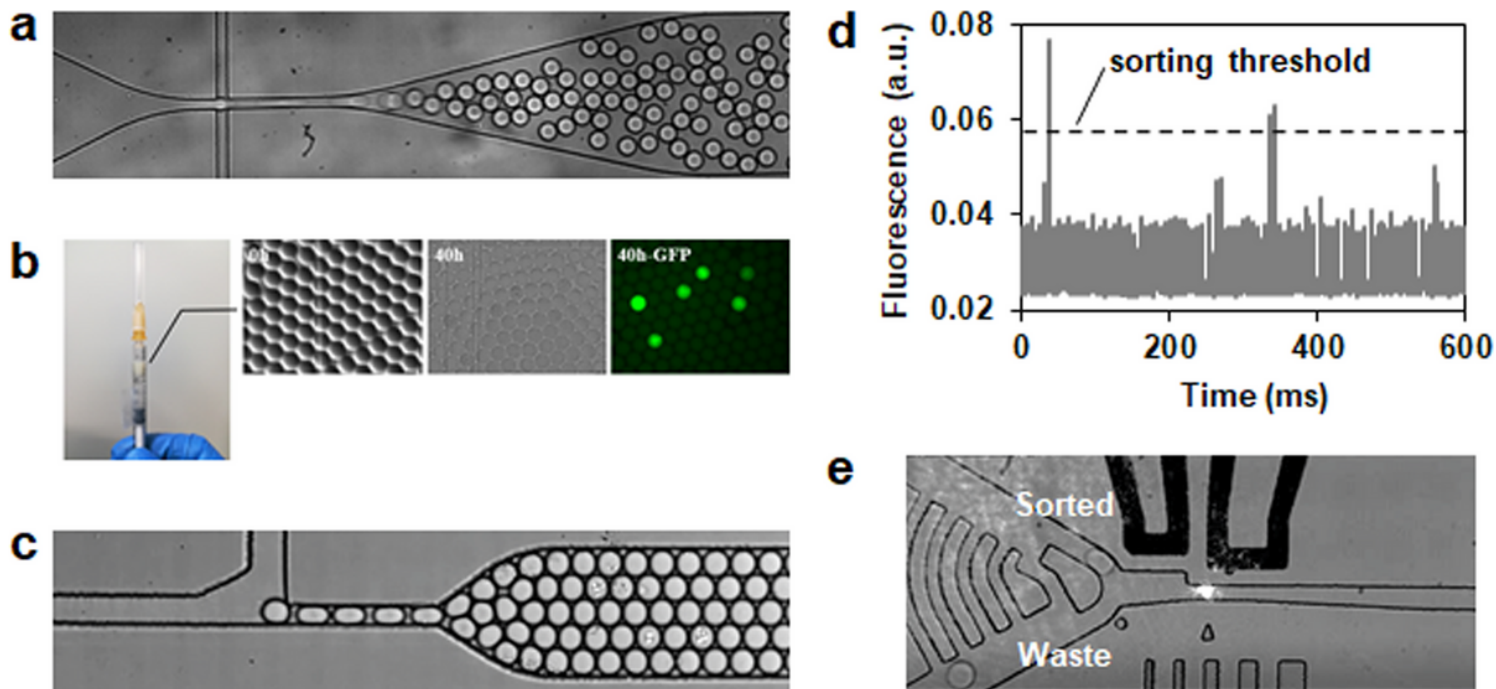 a
b
0h
40h
40h-GFP
c
d
Fluorescence (a.u.)
0.08
0.06
0.04
0.02
sorting threshold
0 200 400 600
Time (ms)
e
Sorted
Waste